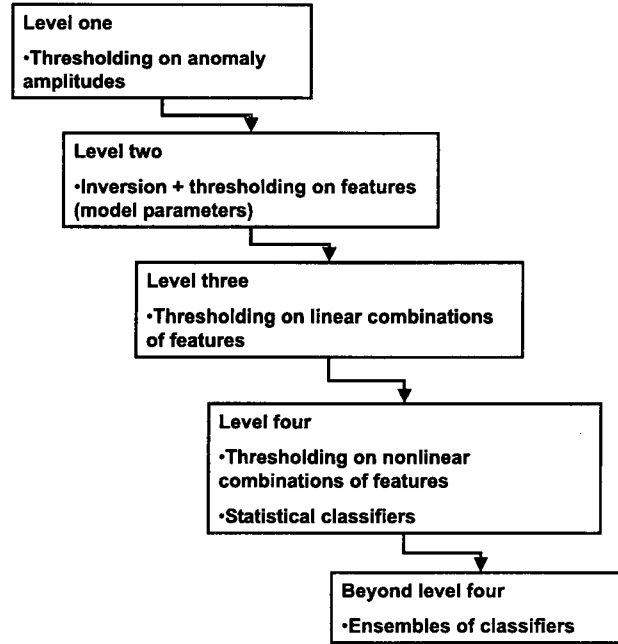 Level one
•Thresholding on anomaly
amplitudes
Level two
•Inversion + thresholding on features
(model parameters)
Level three
•Thresholding on linear combinations
of features
Level four
•Thresholding on nonlinear
combinations of features
•Statistical classifiers
Beyond level four
•Ensembles of classifiers